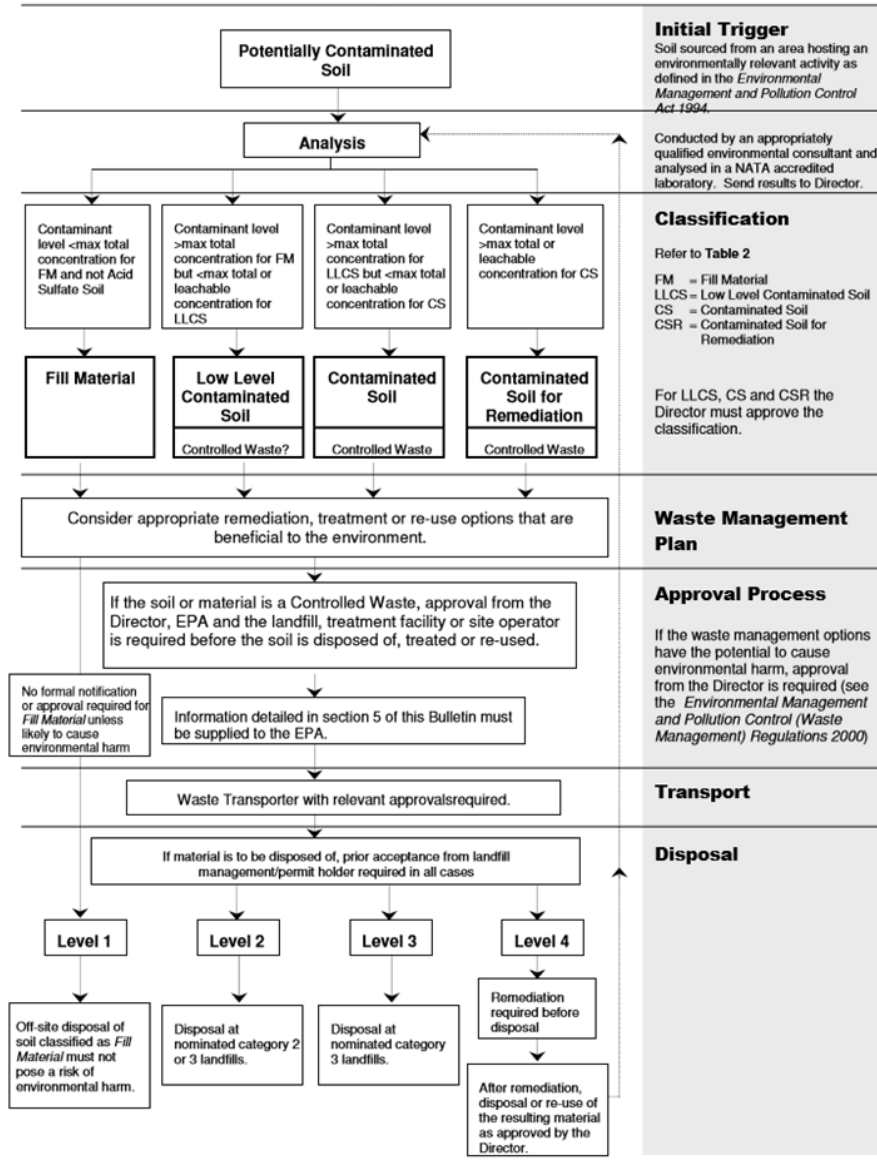 Potentially Contaminated
Soil
Initial Trigger
Soil sourced from an area hosting an
environmentally relevant activity as
defined in the Environmental
Management and Pollution Control
Act 1994.
Analysis
Conducted by an appropriately
qualified environmental consultant and
analysed in a NATA accredited
laboratory. Send results to Director.
Contaminant
level <max total
concentration for
FM and not Acid
Sulfate Soil
Contaminant level
>max total
concentration for FM
but <max total or
leachable
concentration for
LLCS
Contaminant level
>max total
concentration for
LLCS but <max total
or leachable
concentration for CS
Contaminant level
>max total or
leachable
concentration for CS
Classification
Refer to Table 2
FM = Fill Material
LLCS = Low Level Contaminated Soil
CS = Contaminated Soil
CSR = Contaminated Soil for
Remediation
Fill Material
Low Level
Contaminated
Soil
Controlled Waste?
Contaminated
Soil
Controlled Waste
Contaminated
Soil for
Remediation
Controlled Waste
For LLCS, CS and CSR the
Director must approve the
classification.
Consider appropriate remediation, treatment or re-use options that are
beneficial to the environment.
Waste Management
Plan
If the soil or material is a Controlled Waste, approval from the
Director, EPA and the landfill, treatment facility or site operator
is required before the soil is disposed of, treated or re-used.
Approval Process
If the waste management options
have the potential to cause
environmental harm, approval
from the Director is required (see
the Environmental Management
and Pollution Control (Waste
Management) Regulations 2000)
No formal notification
or approval required for
Fill Material unless
likely to cause
environmental harm
Information detailed in section 5 of this Bulletin must
be supplied to the EPA.
Waste Transporter with relevant approvalsrequired.
Transport
If material is to be disposed of, prior acceptance from landfill
management/permit holder required in all cases
Disposal
Level 1
Level 2
Level 3
Level 4
Off-site disposal of
soil classified as Fill
Material must not
pose a risk of
environmental harm.
Disposal at
nominated category 2
or 3 landfills.
Disposal at
nominated category
3 landfills.
Remediation
required before
disposal
After remediation,
disposal or re-use of
the resulting material
as approved by the
Director.